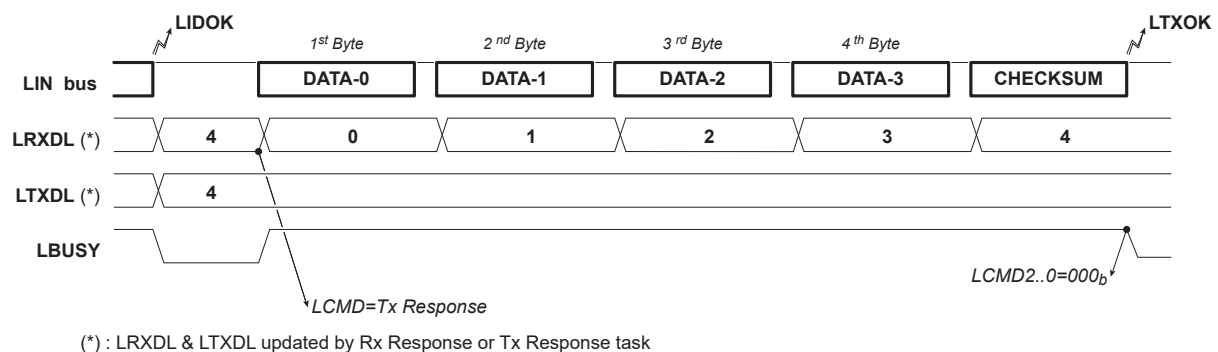 LIDOK LTXOK
1st Byte 2nd Byte 3rd Byte 4th Byte
LIN bus DATA-0 DATA-1 DATA-2 DATA-3 CHECKSUM
LRXDL (*) 4 0 1 2 3 4
LTXDL (*) 4
LBUSY
LCMD2..0=000b
LCMD=Tx Response
(*) : LRXDL & LTXDL updated by Rx Response or Tx Response task